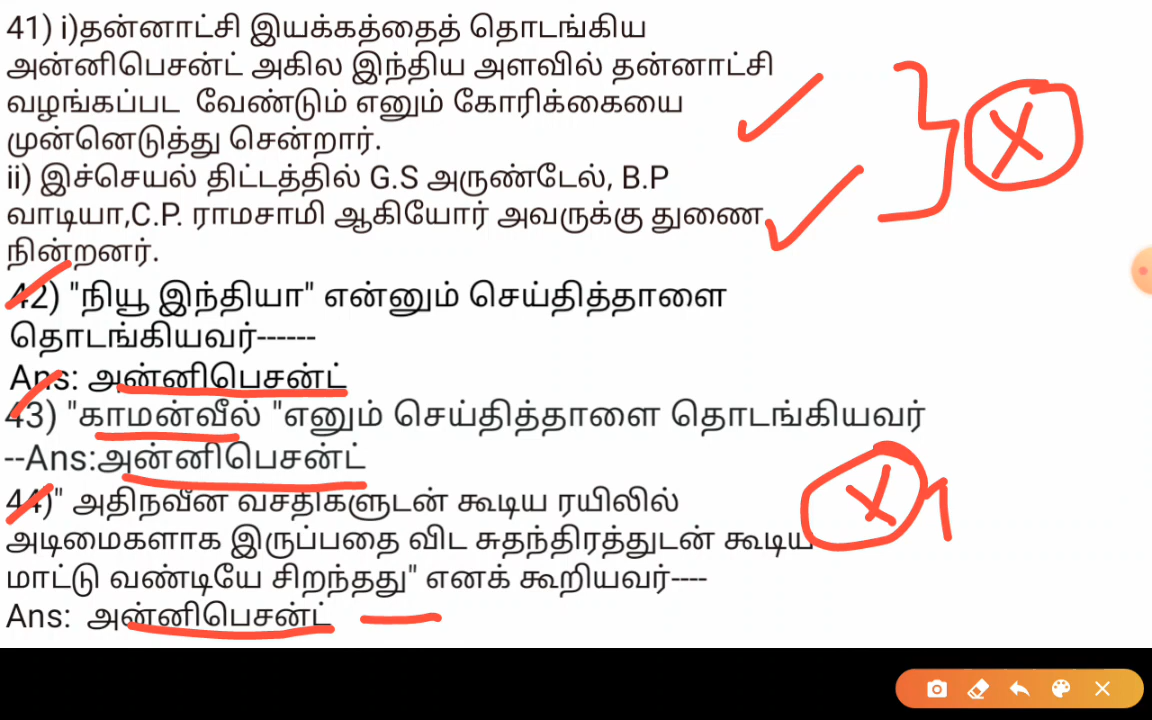 41) i)தன்னாட்சி இயக்கத்தைத் தொடங்கிய
அன்னிபெசன்ட் அகில இந்திய அளவில் தன்னாட்சி
வழங்கப்பட வேண்டும் எனும் கோரிக்கையை
முன்னெடுத்து சென்றார்.
ii) இச்செயல் திட்டத்தில் G.S அருண்டேல், B.P
வாடியா,C.P. ராமசாமி ஆகியோர் அவருக்கு துணை
நின்றனர்.
42) "நியூ இந்தியா" என்னும் செய்தித்தாளை
தொடங்கியவர்------
Ans: அன்னிபெசன்ட்
43) "காமன்வீல் "எனும் செய்தித்தாளை தொடங்கியவர்
--Ans:அன்னிபெசன்ட்
44)" அதிநவீன வசதிகளுடன் கூடிய ரயிலில்
அடிமைகளாக இருப்பதை விட சுதந்திரத்துடன் கூடிய
மாட்டு வண்டியே சிறந்தது" எனக் கூறியவர்----
Ans: அன்னிபெசன்ட்